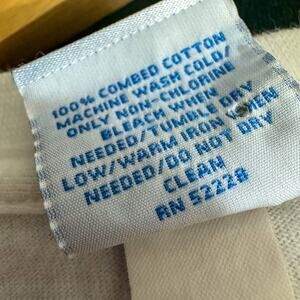 100% COMBED COTTON
MACHINE WASH COLD/
ONLY NON-CHLORINE
BLEACH WHEN
NEEDED/TUMBLE DRY
LOW/WARM IRON WHEN
NEEDED/DO NOT DRY
CLEAN
RN 52228